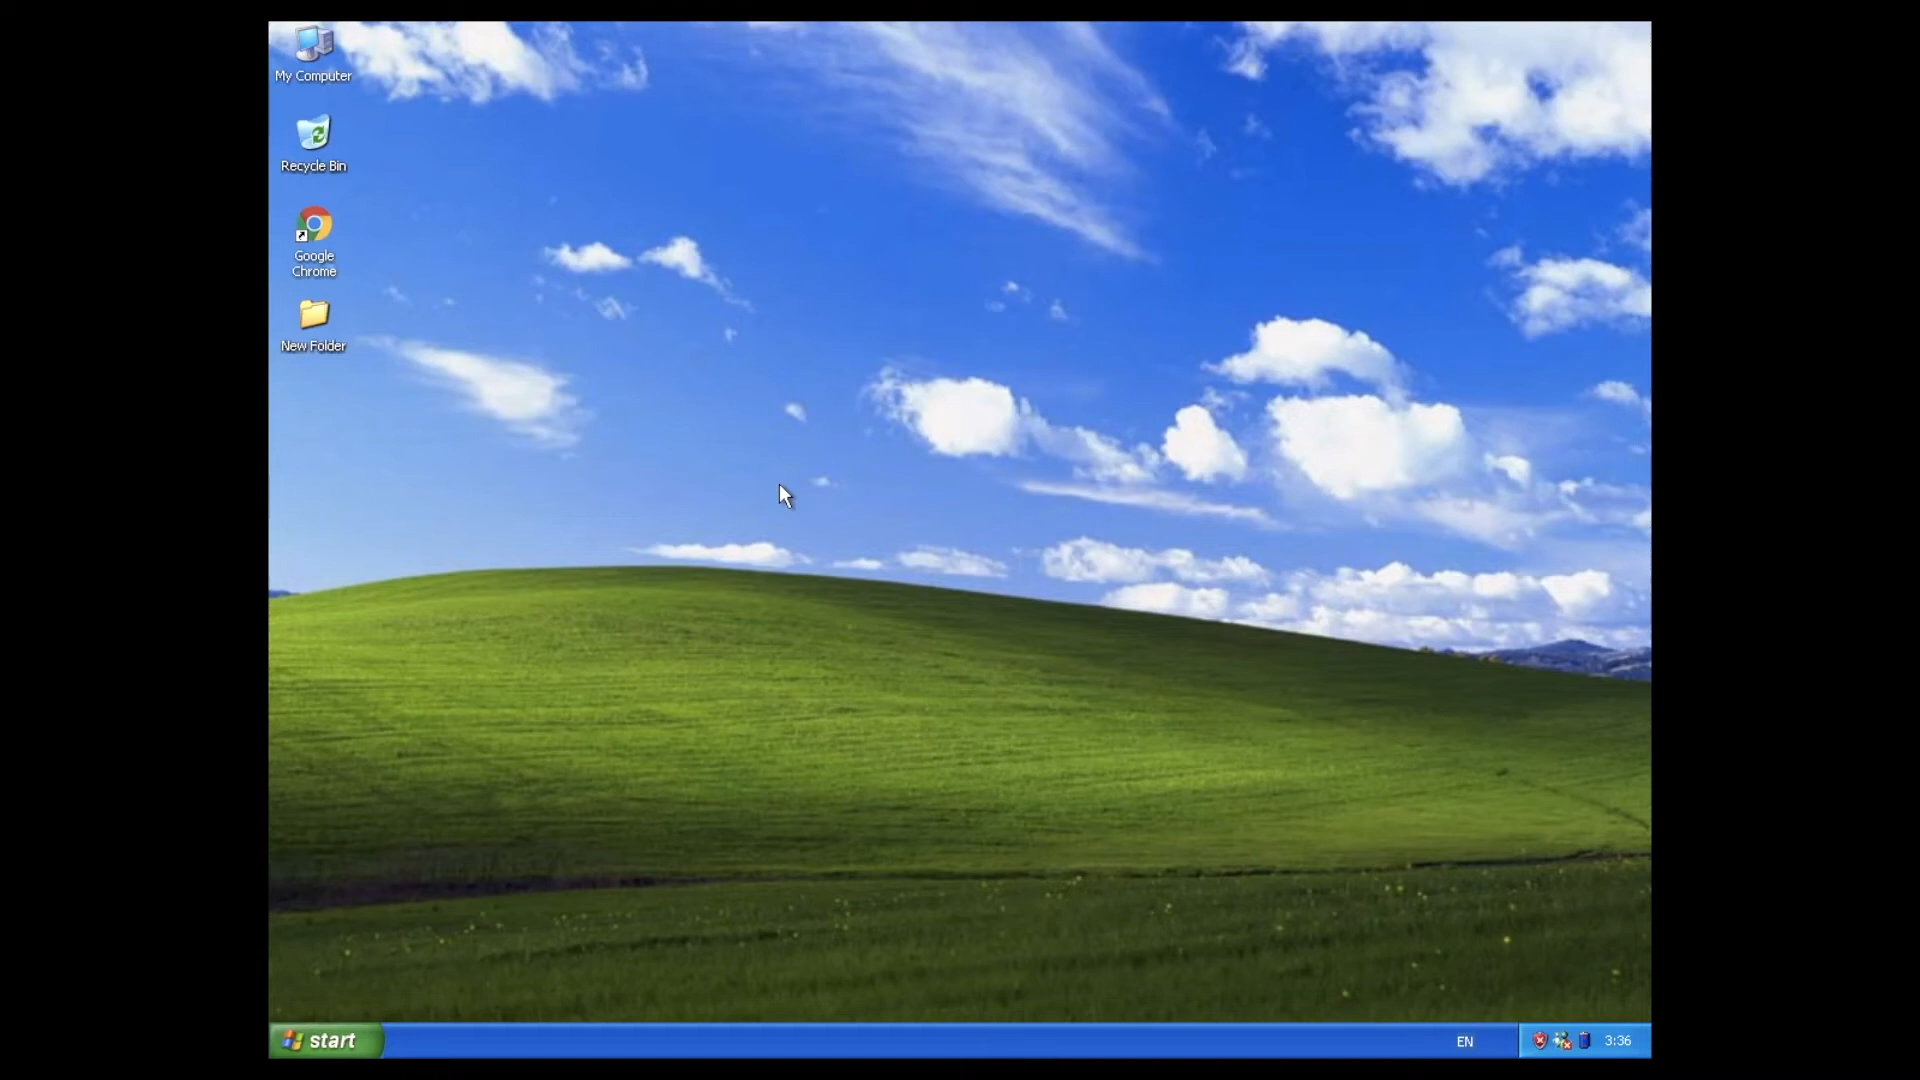 My Computer
Recycle Bin
Google
Chrome
New Folder
start
EN
3:36